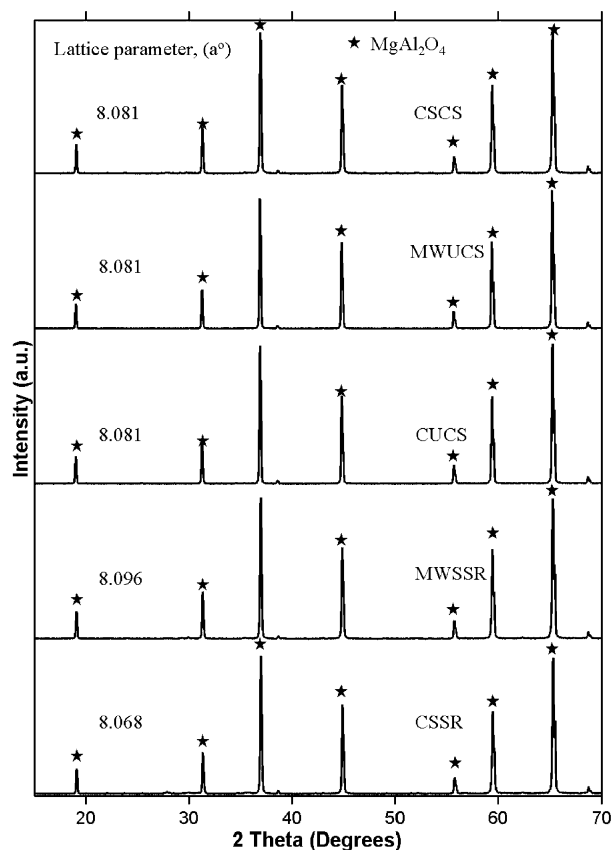 Lattice parameter, (aº)
★ MgAl₂O₄
8.081
CSCS
8.081
MWUCS
8.081
CUCS
8.096
MWSSR
8.068
CSSR
Intensity (a.u.)
20 30 40 50 60 70
2 Theta (Degrees)